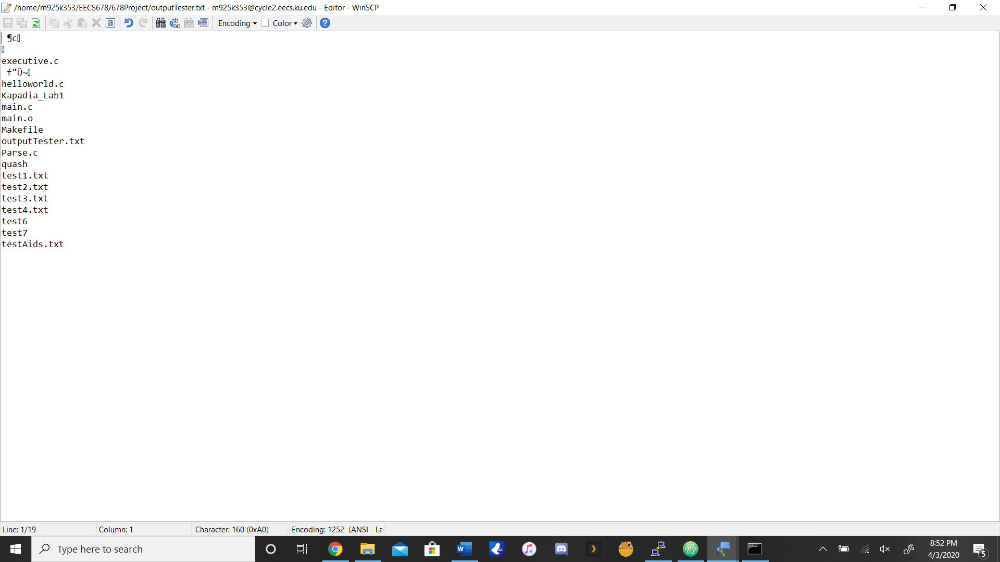 /home/m925k353/EECS678/678Project/outputTester.txt - m925k353@cycle2.eecs.ku.edu - Editor - WinSCP
Encoding Color
¶c
executive.c
f"Ü~
helloworld.c
Kapadia_Lab1
main.c
main.o
Makefile
outputTester.txt
Parse.c
quash
test1.txt
test2.txt
test3.txt
test4.txt
test6
test7
testAids.txt
Line: 1/19 Column: 1 Character: 160 (0xA0) Encoding: 1252 (ANSI - La
Type here to search
8:52 PM
4/3/2020
5